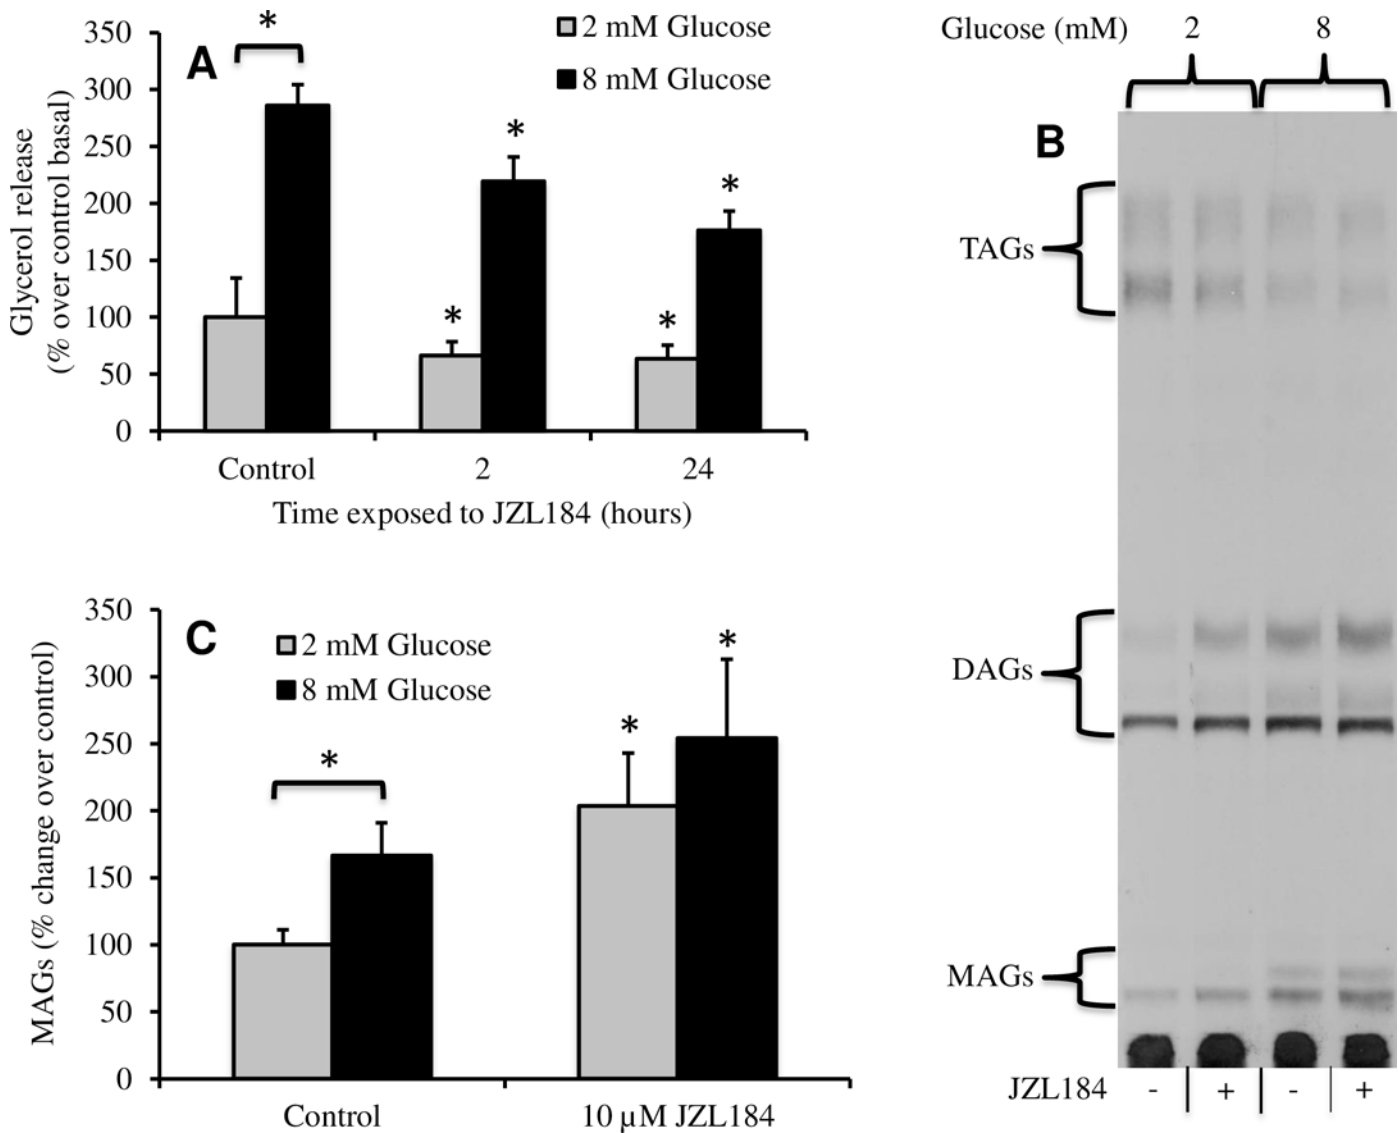 A
*
2 mM Glucose
8 mM Glucose
350
300
250
200
150
100
50
0
Glycerol release
(% over control basal)
*
*
*
*
Control
2
24
Time exposed to JZL184 (hours)
Glucose (mM)
2
8
B
TAGs
DAGs
MAGs
JZL184
-
+
-
+
C
2 mM Glucose
8 mM Glucose
350
300
250
200
150
100
50
0
MAGs (% change over control)
*
*
*
Control
10 µM JZL184